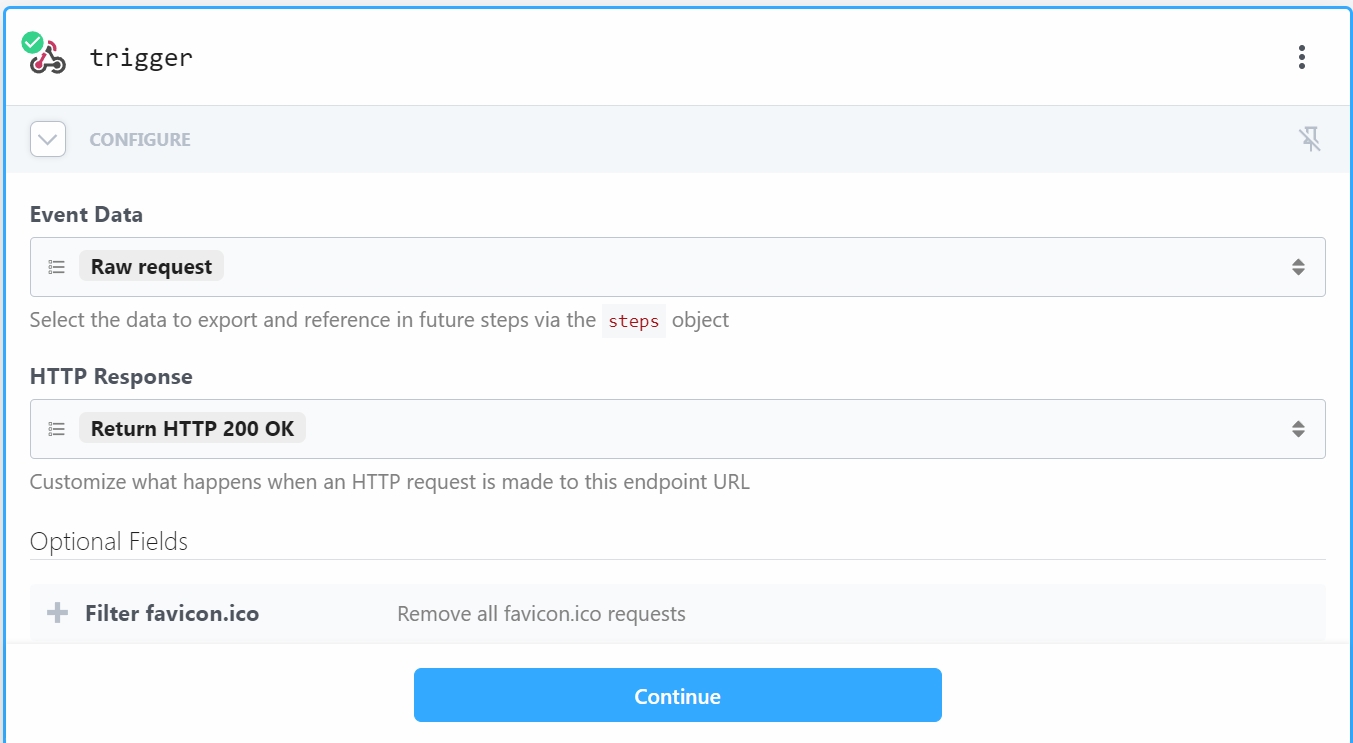 trigger
CONFIGURE
Event Data
Raw request
Select the data to export and reference in future steps via the steps object
HTTP Response
Return HTTP 200 OK
Customize what happens when an HTTP request is made to this endpoint URL
Optional Fields
Filter favicon.ico Remove all favicon.ico requests
Continue